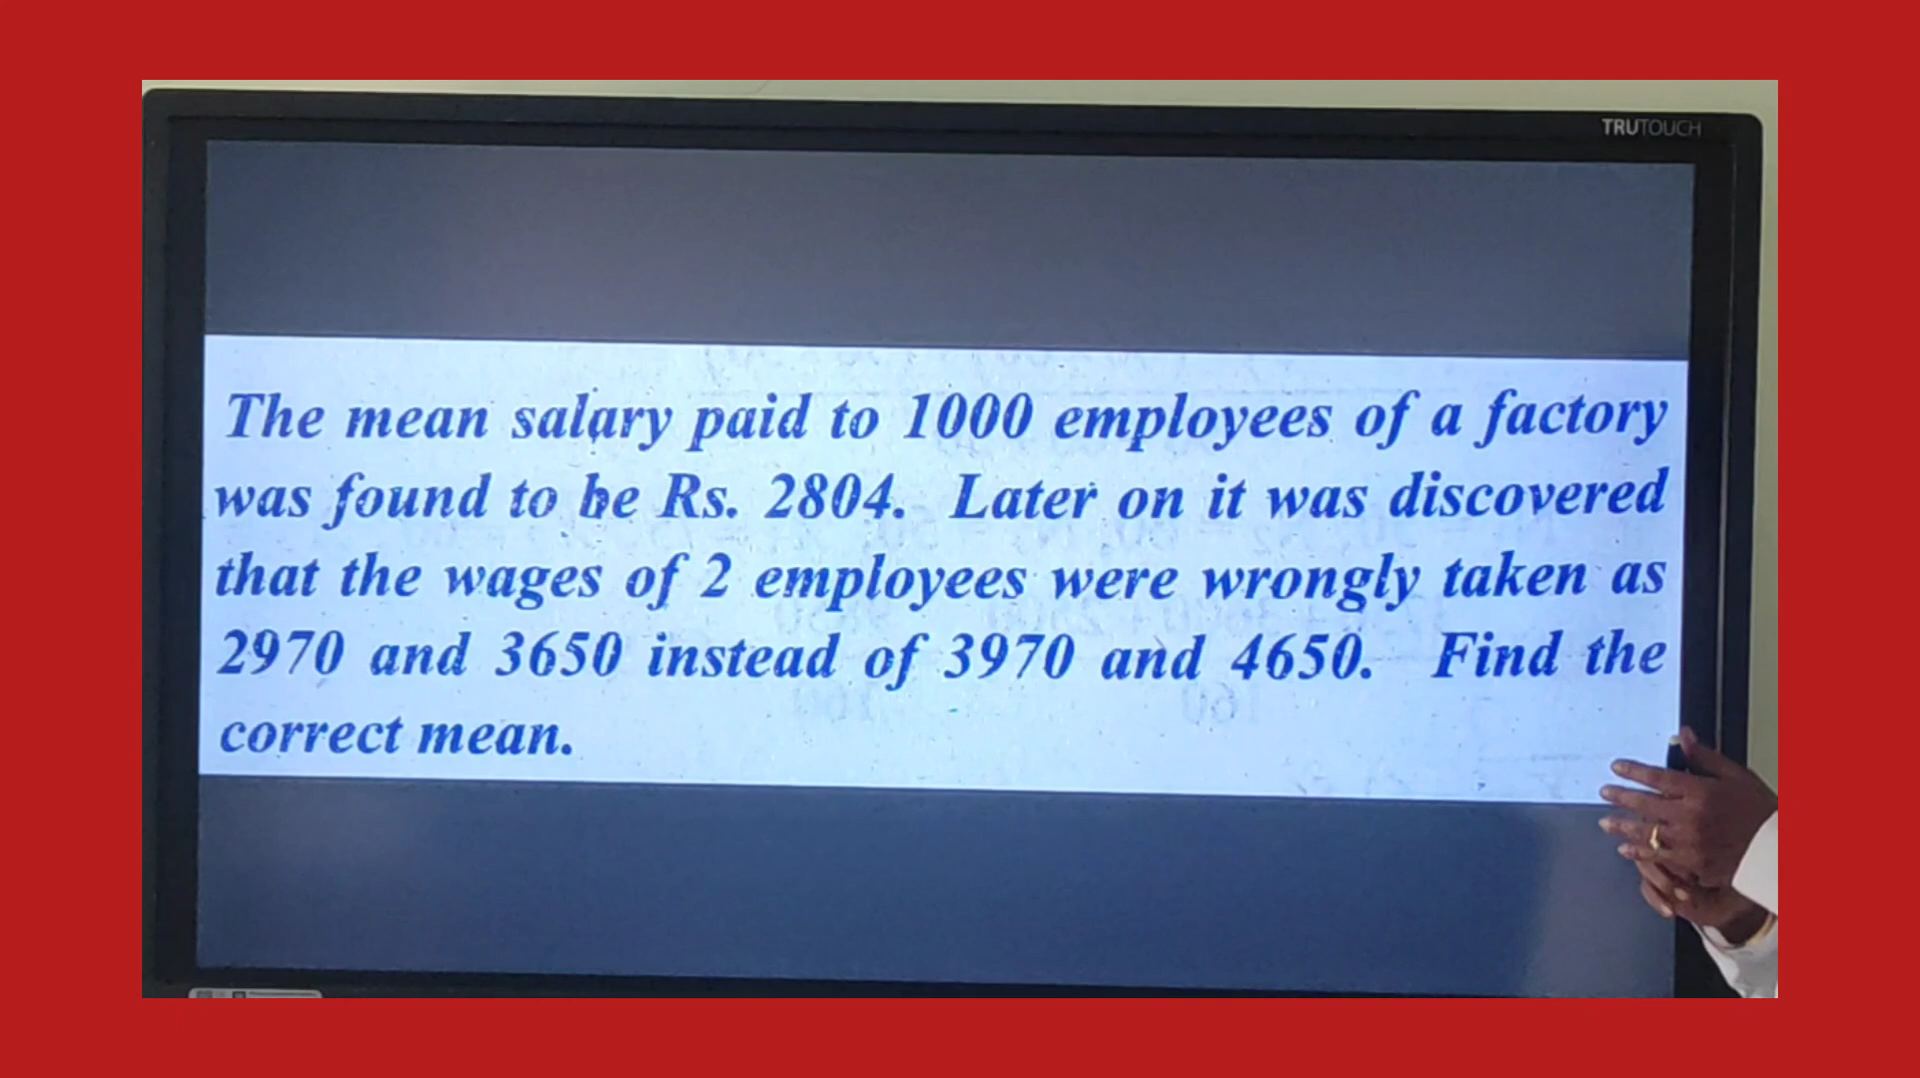 TRUTOUCH
The mean salary paid to 1000 employees of a factory
was found to be Rs. 2804. Later on it was discovered
that the wages of 2 employees were wrongly taken as
2970 and 3650 instead of 3970 and 4650. Find the
correct mean.